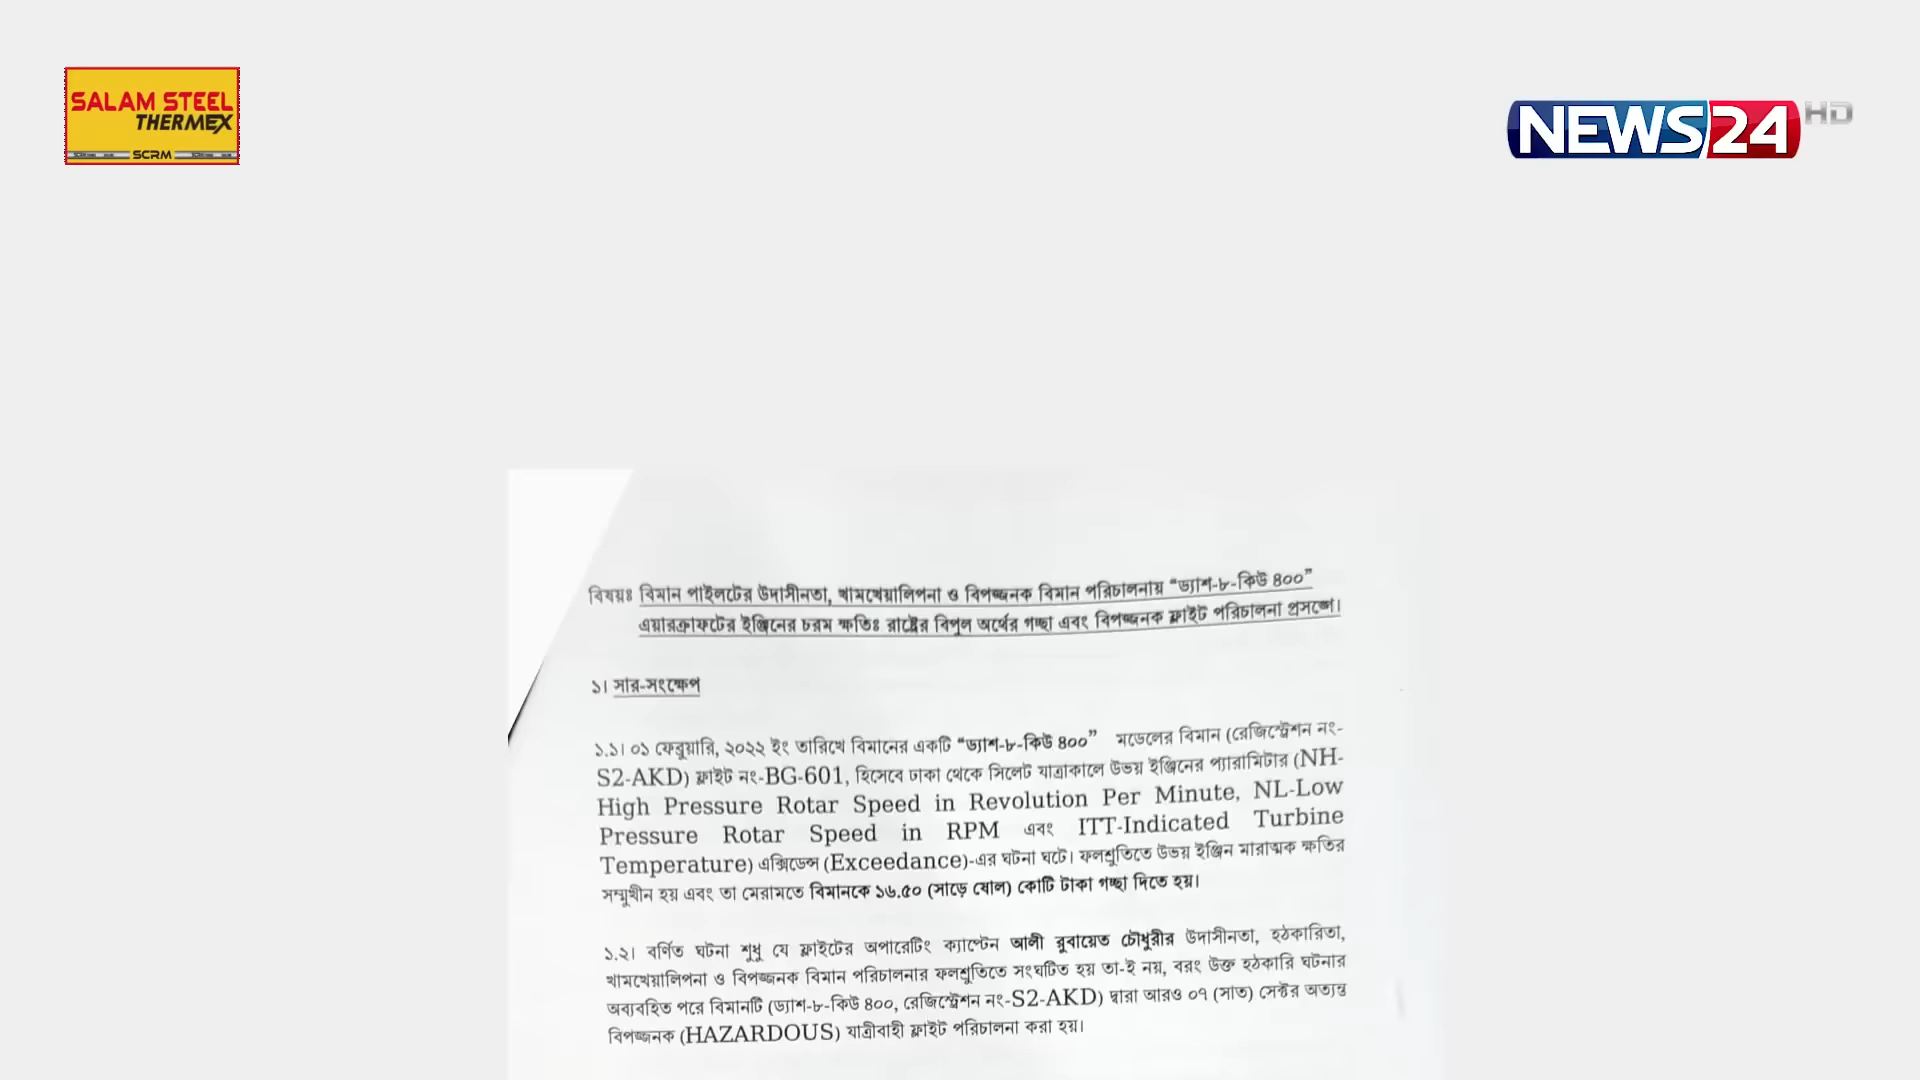 SALAM STEEL
THERMEX
SCRM
NEWS24 HD
বিষয়ঃ বিমান পাইলটের উদাসীনতা, খামখেয়ালিপনা ও বিপজ্জনক বিমান পরিচালনায় “ড্যাশ-৮-কিউ ৪০০”
এয়ারক্রাফটের ইঞ্জিনের চরম ক্ষতিঃ রাষ্ট্রের বিপুল অর্থের গচ্ছা এবং বিপজ্জনক ফ্লাইট পরিচালনা প্রসঙ্গে।
১। সার-সংক্ষেপ
১.১। ০১ ফেব্রুয়ারি, ২০২২ ইং তারিখে বিমানের একটি “ড্যাশ-৮-কিউ ৪০০” মডেলের বিমান (রেজিস্ট্রেশন নং-
S2-AKD) ফ্লাইট নং-BG-601, হিসেবে ঢাকা থেকে সিলেট যাত্রাকালে উভয় ইঞ্জিনের প্যারামিটার (NH-
High Pressure Rotar Speed in Revolution Per Minute, NL-Low
Pressure Rotar Speed in RPM এবং ITT-Indicated Turbine
Temperature) এক্সিডেন্স (Exceedance)-এর ঘটনা ঘটে। ফলশ্রুতিতে উভয় ইঞ্জিন মারাত্মক ক্ষতির
সম্মুখীন হয় এবং তা মেরামতে বিমানকে ১৬.৫০ (সাড়ে ষোল) কোটি টাকা গচ্ছা দিতে হয়।
১.২। বর্ণিত ঘটনা শুধু যে ফ্লাইটের অপারেটিং ক্যাপ্টেন আলী রুবায়েত চৌধুরীর উদাসীনতা, হঠকারিতা,
খামখেয়ালিপনা ও বিপজ্জনক বিমান পরিচালনার ফলশ্রুতিতে সংঘটিত হয় তা-ই নয়, বরং উক্ত হঠকারি ঘটনার
অব্যবহিত পরে বিমানটি (ড্যাশ-৮-কিউ ৪০০, রেজিস্ট্রেশন নং-S2-AKD) দ্বারা আরও ০৭ (সাত) সেক্টর অত্যন্ত
বিপজ্জনক (HAZARDOUS) যাত্রীবাহী ফ্লাইট পরিচালনা করা হয়।